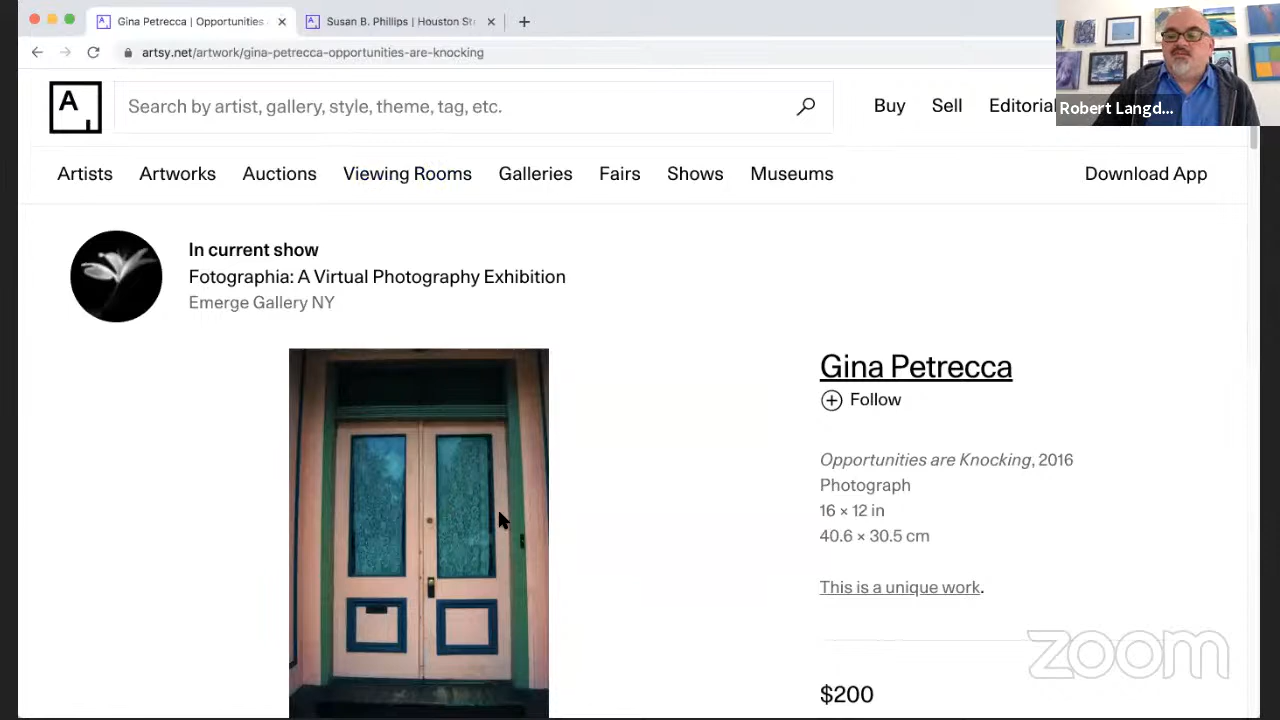 Gina Petrecca | Opportunities
Susan B. Phillips | Houston St
artsy.net/artwork/gina-petrecca-opportunities-are-knocking
A
Search by artist, gallery, style, theme, tag, etc.
Buy
Sell
Editorial
Robert Langd...
Artists
Artworks
Auctions
Viewing Rooms
Galleries
Fairs
Shows
Museums
Download App
In current show
Fotographia: A Virtual Photography Exhibition
Emerge Gallery NY
Gina Petrecca
Follow
Opportunities are Knocking, 2016
Photograph
16 × 12 in
40.6 × 30.5 cm
This is a unique work.
zoom
$200